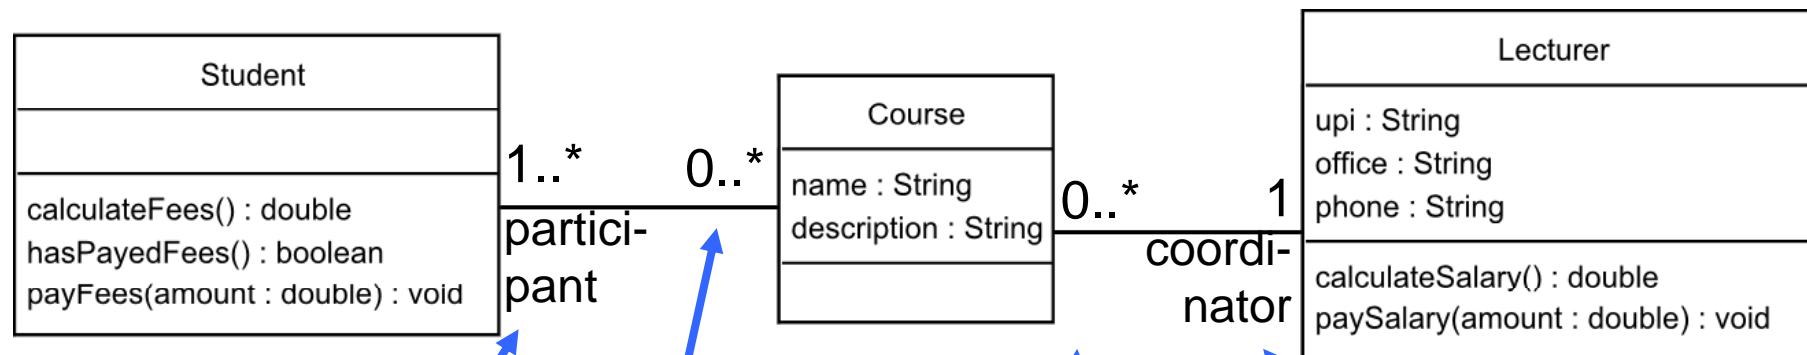 Student
calculateFees() : double
hasPayedFees() : boolean
payFees(amount : double) : void
1..*
partici-
pant
0..*
Course
name : String
description : String
0..*
1
coordi-
nator
Lecturer
upi : String
office : String
phone : String
calculateSalary() : double
paySalary(amount : double) : void